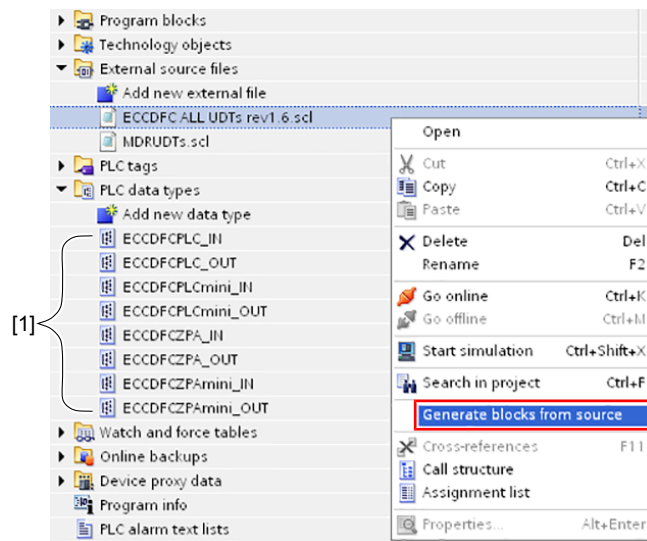 Program blocks
Technology objects
External source files
Add new external file
ECCDFC ALL UDTs rev1.6.scl
MDRUDTs.scl
PLC tags
PLC data types
Add new data type
[1]
ECCDFCPLC_IN
ECCDFCPLC_OUT
ECCDFCPLCmini_IN
ECCDFCPLCmini_OUT
ECCDFCZPA_IN
ECCDFCZPA_OUT
ECCDFCZPAmini_IN
ECCDFCZPAmini_OUT
Watch and force tables
Online backups
Device proxy data
Program info
PLC alarm text lists
Open
Cut Ctrl+X
Copy Ctrl+C
Paste Ctrl+V
Delete Del
Rename F2
Go online Ctrl+K
Go offline Ctrl+M
Start simulation Ctrl+Shift+X
Search in project Ctrl+F
Generate blocks from source
Cross-references F11
Call structure
Assignment list
Properties... Alt+Enter